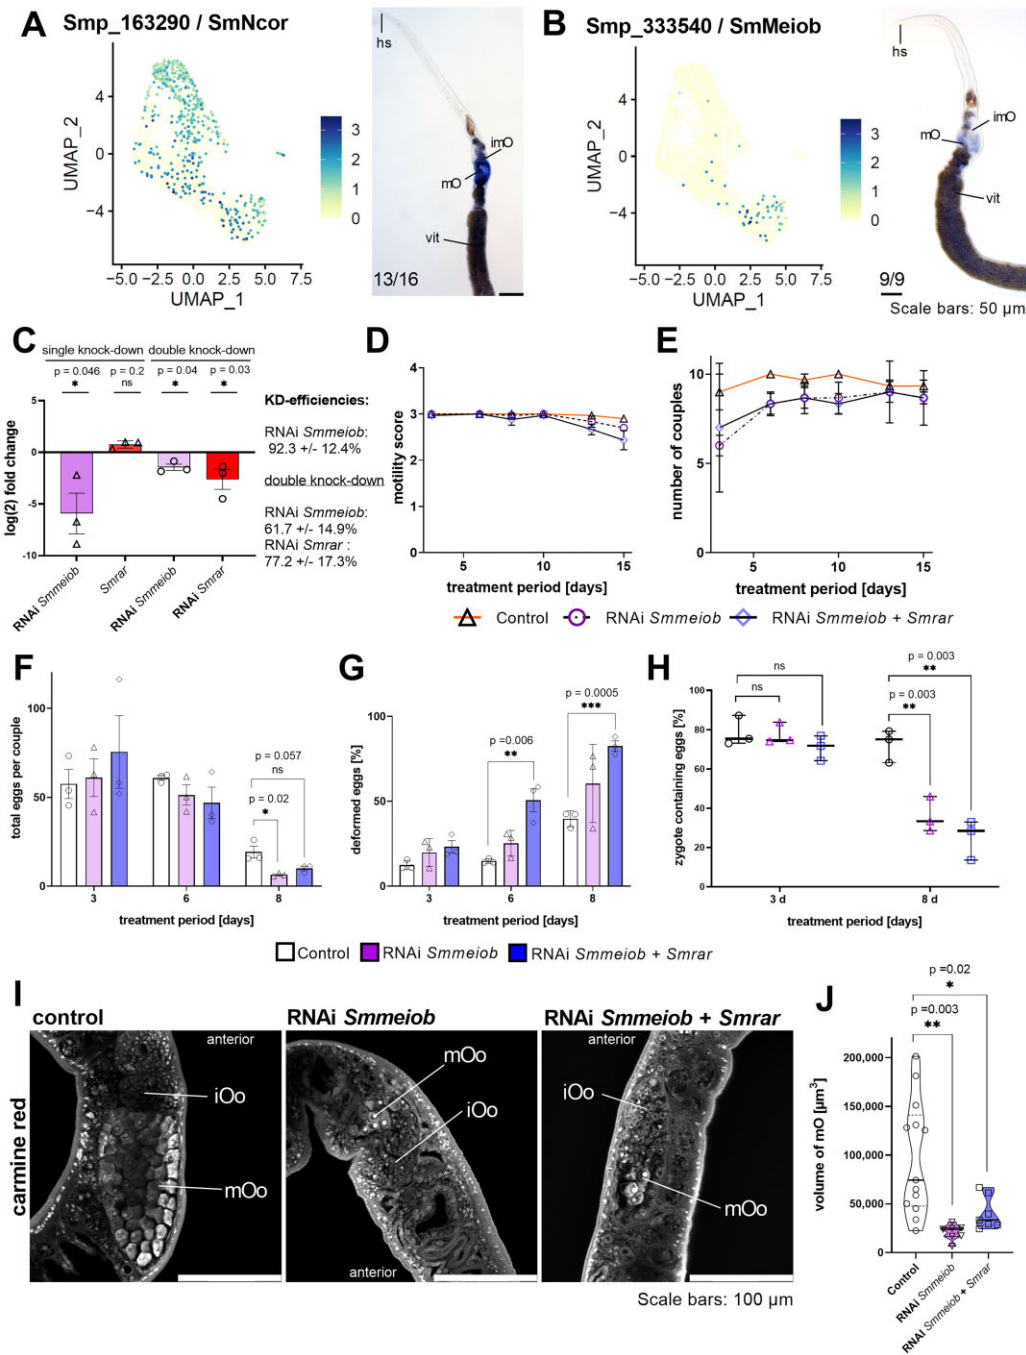 A
Smp_163290 / SmNcor
UMAP_2
4
0
−4
-5.0 -2.5 0.0 2.5 5.0 7.5
UMAP_1
3
2
1
0
hs
imO
mO
vit
13/16
B
Smp_333540 / SmMeiob
UMAP_2
4
0
−4
-5.0 -2.5 0.0 2.5 5.0 7.5
UMAP_1
3
2
1
0
hs
mO
imO
vit
9/9
Scale bars: 50 µm
C
single knock-down double knock-down
p = 0.046 p = 0.2 p = 0.04 p = 0.03
* ns * *
log(2) fold change
5
0
-5
-10
RNAi Smmeiob
Smrar
RNAi Smmeiob
RNAi Smrar
KD-efficiencies:
RNAi Smmeiob:
92.3 +/- 12.4%
double knock-down
RNAi Smmeiob:
61.7 +/- 14.9%
RNAi Smrar :
77.2 +/- 17.3%
D
motility score
4
3
2
1
0
5 10 15
treatment period [days]
E
number of couples
10
5
0
5 10 15
treatment period [days]
Control RNAi Smmeiob RNAi Smmeiob + Smrar
F
total eggs per couple
100
50
0
p = 0.057
ns
p = 0.02
*
3 6 8
treatment period [days]
G
deformed eggs [%]
100
50
0
p =0.006
**
p = 0.0005
***
3 6 8
treatment period [days]
H
zygote containing eggs [%]
100
80
60
40
20
0
ns
ns
p = 0.003
**
p = 0.003
**
3 d 8 d
treatment period [days]
Control RNAi Smmeiob RNAi Smmeiob + Smrar
I
control
RNAi Smmeiob
RNAi Smmeiob + Smrar
carmine red
anterior
iOo
mOo
mOo
iOo
anterior
anterior
iOo
mOo
Scale bars: 100 µm
J
p =0.02
*
p =0.003
**
volume of mO [µm³]
200,000
150,000
100,000
50,000
0
Control
RNAi Smmeiob
RNAi Smmeiob + Smrar